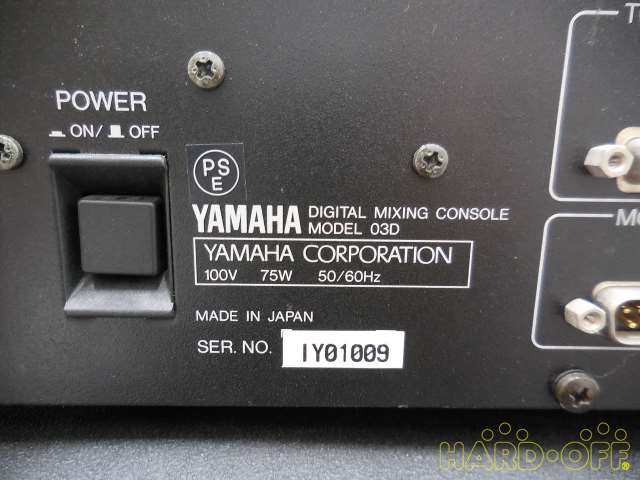 POWER
ON/ OFF
PS
E
YAMAHA DIGITAL MIXING CONSOLE
MODEL 03D
YAMAHA CORPORATION
100V 75W 50/60Hz
MADE IN JAPAN
SER. NO. IY01009
HARD-OFF